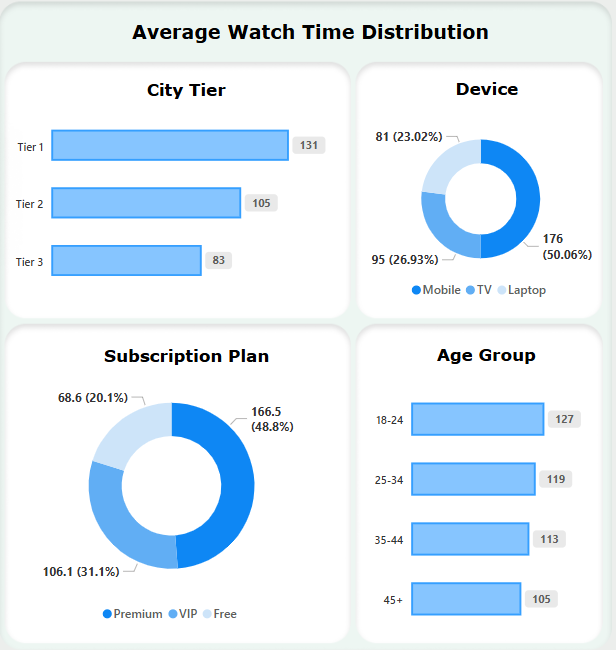 Average Watch Time Distribution
City Tier
Tier 1
131
Tier 2
105
Tier 3
83
Device
81 (23.02%)
95 (26.93%)
176
(50.06%)
Mobile TV Laptop
Subscription Plan
68.6 (20.1%)
166.5
(48.8%)
106.1 (31.1%)
Premium VIP Free
Age Group
18-24
127
25-34
119
35-44
113
45+
105